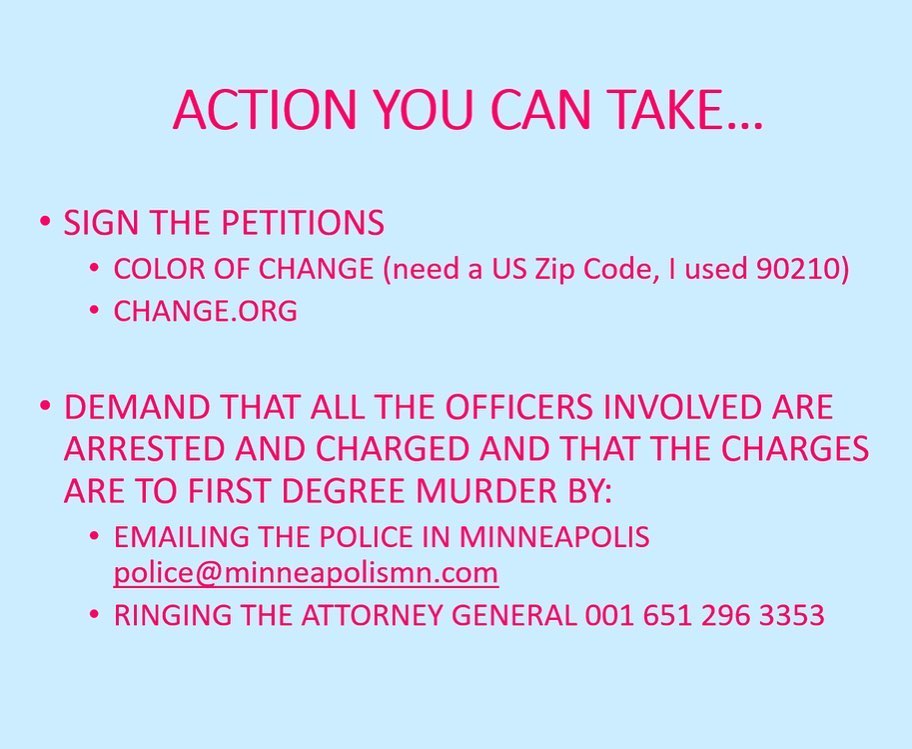 ACTION YOU CAN TAKE...
• SIGN THE PETITIONS
• COLOR OF CHANGE (need a US Zip Code, I used 90210)
• CHANGE.ORG
• DEMAND THAT ALL THE OFFICERS INVOLVED ARE
ARRESTED AND CHARGED AND THAT THE CHARGES
ARE TO FIRST DEGREE MURDER BY:
• EMAILING THE POLICE IN MINNEAPOLIS
police@minneapolismn.com
• RINGING THE ATTORNEY GENERAL 001 651 296 3353